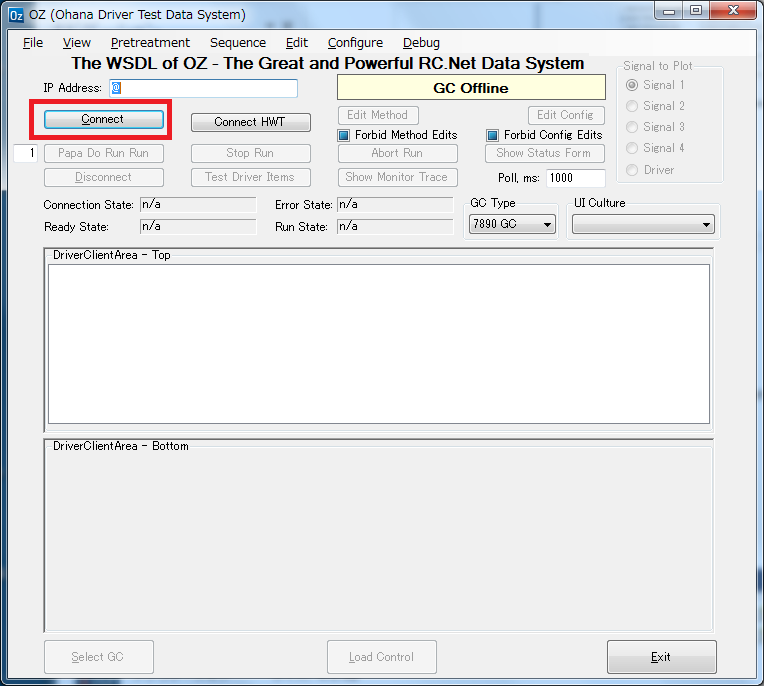 Oz OZ (Ohana Driver Test Data System)
File View Pretreatment Sequence Edit Configure Debug
The WSDL of OZ - The Great and Powerful RC.Net Data System
IP Address: @
GC Offline
Connect
Connect HWT
Edit Method
Edit Config
Forbid Method Edits
Forbid Config Edits
1
Papa Do Run Run
Stop Run
Abort Run
Show Status Form
Disconnect
Test Driver Items
Show Monitor Trace
Poll, ms: 1000
Signal to Plot
Signal 1
Signal 2
Signal 3
Signal 4
Driver
Connection State: n/a
Error State: n/a
Ready State: n/a
Run State: n/a
GC Type
7890 GC
UI Culture
DriverClientArea - Top
DriverClientArea - Bottom
Select GC
Load Control
Exit